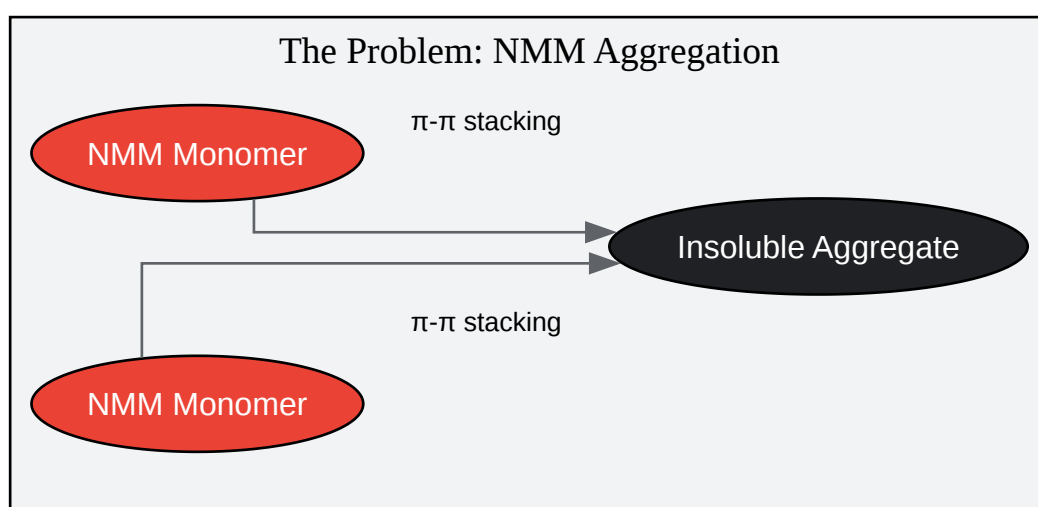 The Problem: NMM Aggregation
π-π stacking
NMM Monomer
Insoluble Aggregate
π-π stacking
NMM Monomer